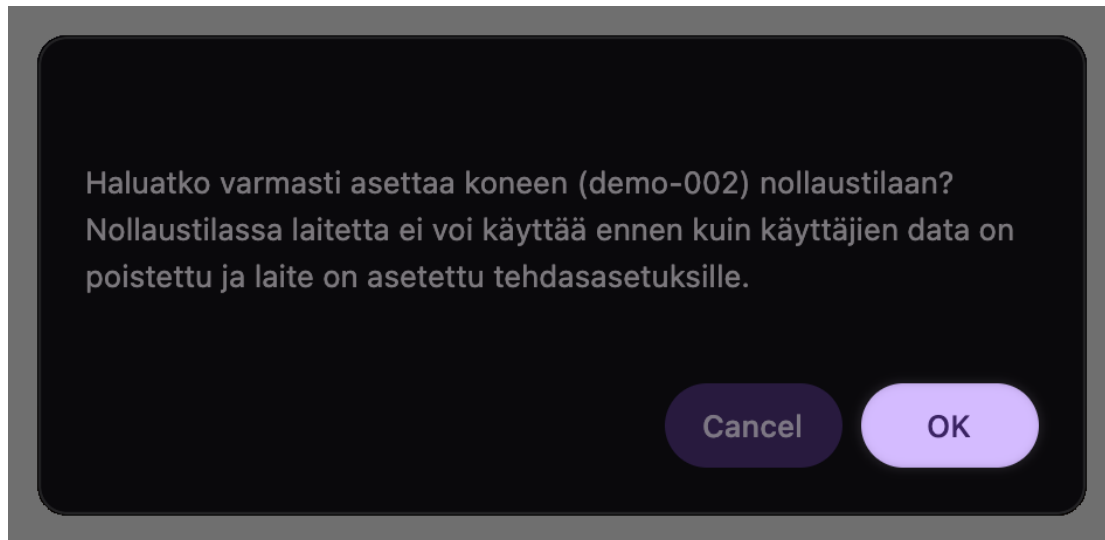 Haluatko varmasti asettaa koneen (demo-002) nollaustilaan?
Nollaustilassa laitetta ei voi käyttää ennen kuin käyttäjien data on
poistettu ja laite on asetettu tehdasasetuksille.
Cancel
OK